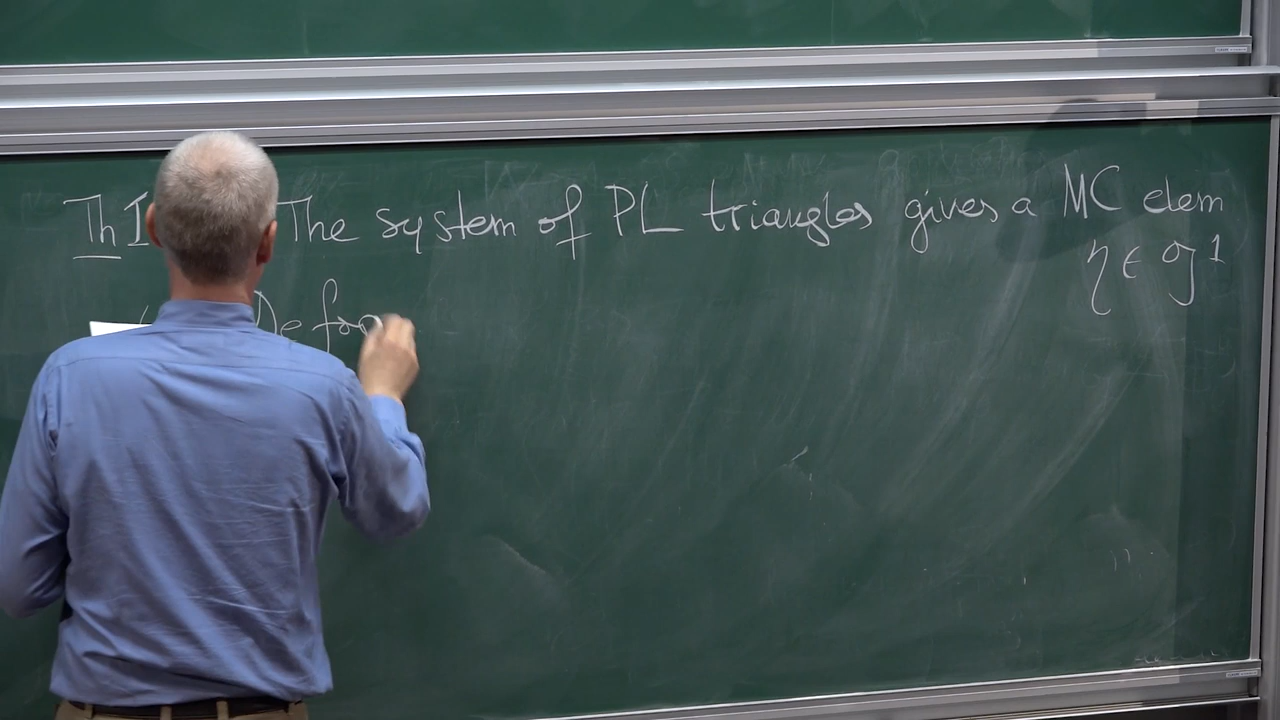 Th I The system of PL triangles gives a MC elem
η ∈ 𝔤¹
Defo